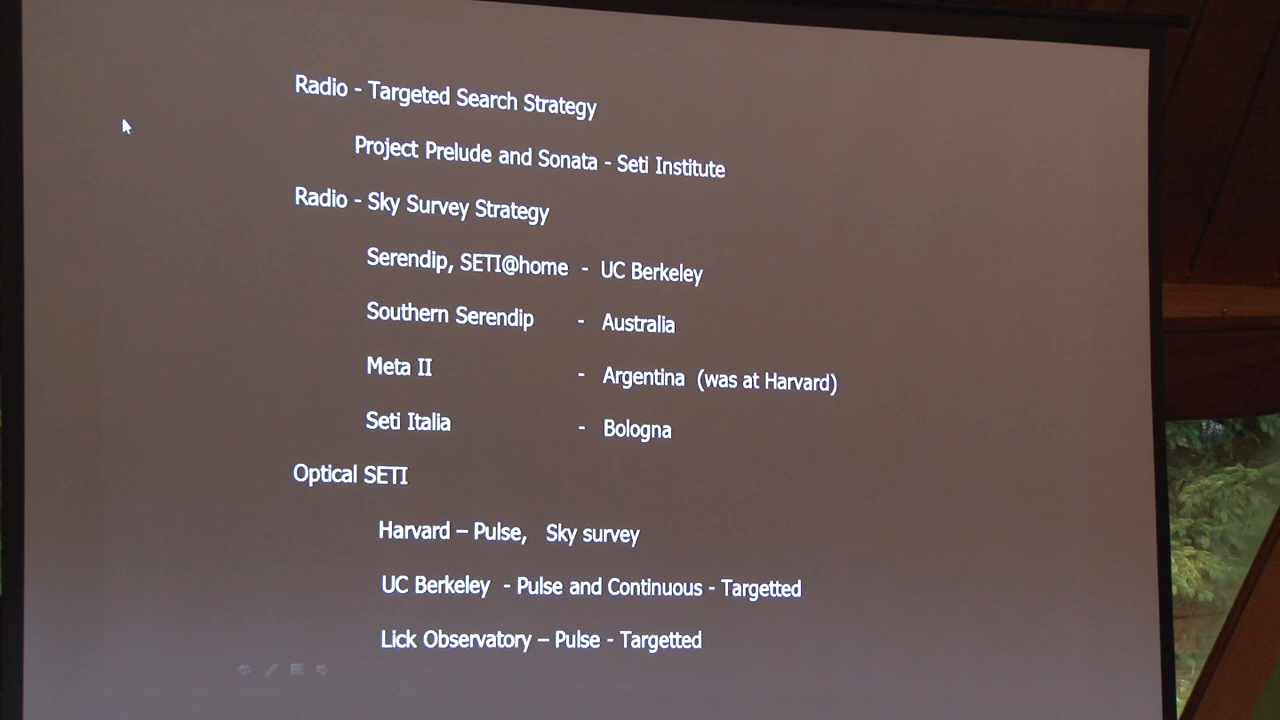 Radio - Targeted Search Strategy
Project Prelude and Sonata - Seti Institute
Radio - Sky Survey Strategy
Serendip, SETI@home - UC Berkeley
Southern Serendip - Australia
Meta II - Argentina (was at Harvard)
Seti Italia - Bologna
Optical SETI
Harvard – Pulse, Sky survey
UC Berkeley - Pulse and Continuous - Targetted
Lick Observatory – Pulse - Targetted